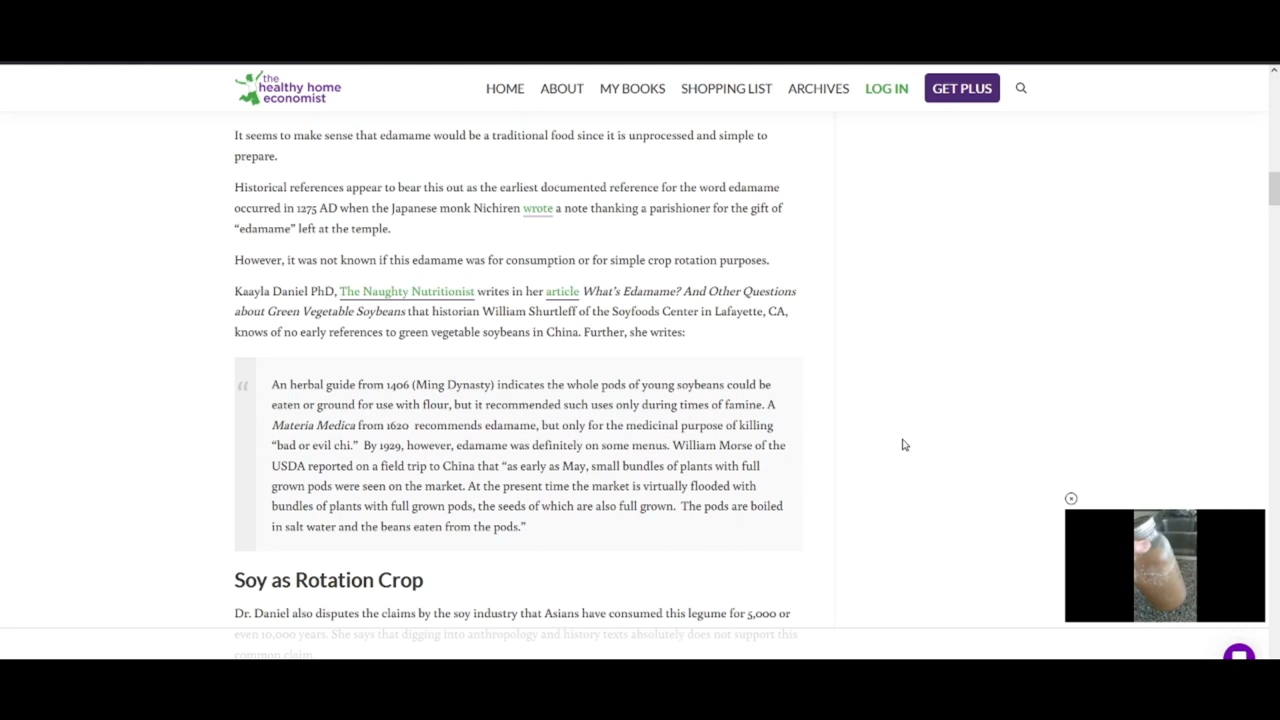 the
healthy home
economist
HOME ABOUT MY BOOKS SHOPPING LIST ARCHIVES LOG IN GET PLUS
It seems to make sense that edamame would be a traditional food since it is unprocessed and simple to
prepare.
Historical references appear to bear this out as the earliest documented reference for the word edamame
occurred in 1275 AD when the Japanese monk Nichiren wrote a note thanking a parishioner for the gift of
“edamame” left at the temple.
However, it was not known if this edamame was for consumption or for simple crop rotation purposes.
Kaayla Daniel PhD, The Naughty Nutritionist writes in her article What’s Edamame? And Other Questions
about Green Vegetable Soybeans that historian William Shurtleff of the Soyfoods Center in Lafayette, CA,
knows of no early references to green vegetable soybeans in China. Further, she writes:
“
An herbal guide from 1406 (Ming Dynasty) indicates the whole pods of young soybeans could be
eaten or ground for use with flour, but it recommended such uses only during times of famine. A
Materia Medica from 1620 recommends edamame, but only for the medicinal purpose of killing
“bad or evil chi.” By 1929, however, edamame was definitely on some menus. William Morse of the
USDA reported on a field trip to China that “as early as May, small bundles of plants with full
grown pods were seen on the market. At the present time the market is virtually flooded with
bundles of plants with full grown pods, the seeds of which are also full grown. The pods are boiled
in salt water and the beans eaten from the pods.”
Soy as Rotation Crop
Dr. Daniel also disputes the claims by the soy industry that Asians have consumed this legume for 5,000 or
even 10,000 years. She says that digging into anthropology and history texts absolutely does not support this
common claim.